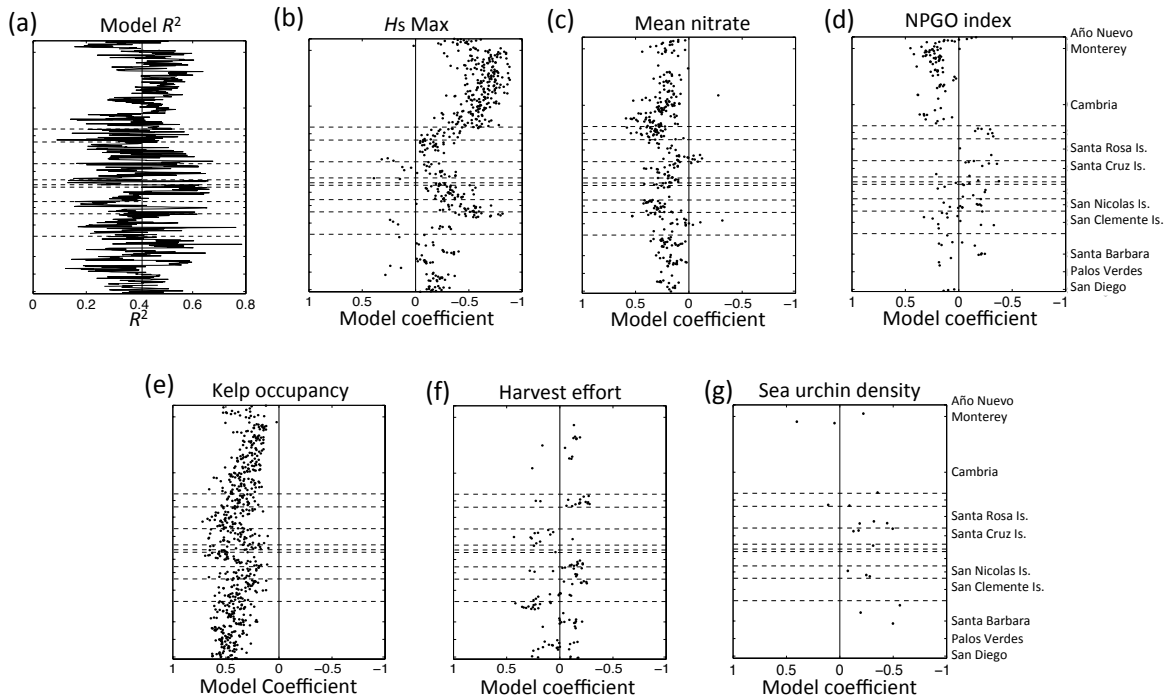 (a) Model R²
(b) Hs Max
(c) Mean nitrate
(d) NPGO index
Año Nuevo
Monterey
Cambria
Santa Rosa Is.
Santa Cruz Is.
San Nicolas Is.
San Clemente Is.
Santa Barbara
Palos Verdes
San Diego
0 0.2 0.4 0.6 0.8
R²
1 0.5 0 −0.5 −1
Model coefficient
1 0.5 0 −0.5 −1
Model coefficient
1 0.5 0 −0.5 −1
Model coefficient
(e) Kelp occupancy
(f) Harvest effort
(g) Sea urchin density
Año Nuevo
Monterey
Cambria
Santa Rosa Is.
Santa Cruz Is.
San Nicolas Is.
San Clemente Is.
Santa Barbara
Palos Verdes
San Diego
1 0.5 0 −0.5 −1
Model Coefficient
1 0.5 0 −0.5 −1
Model coefficient
1 0.5 0 −0.5 −1
Model coefficient